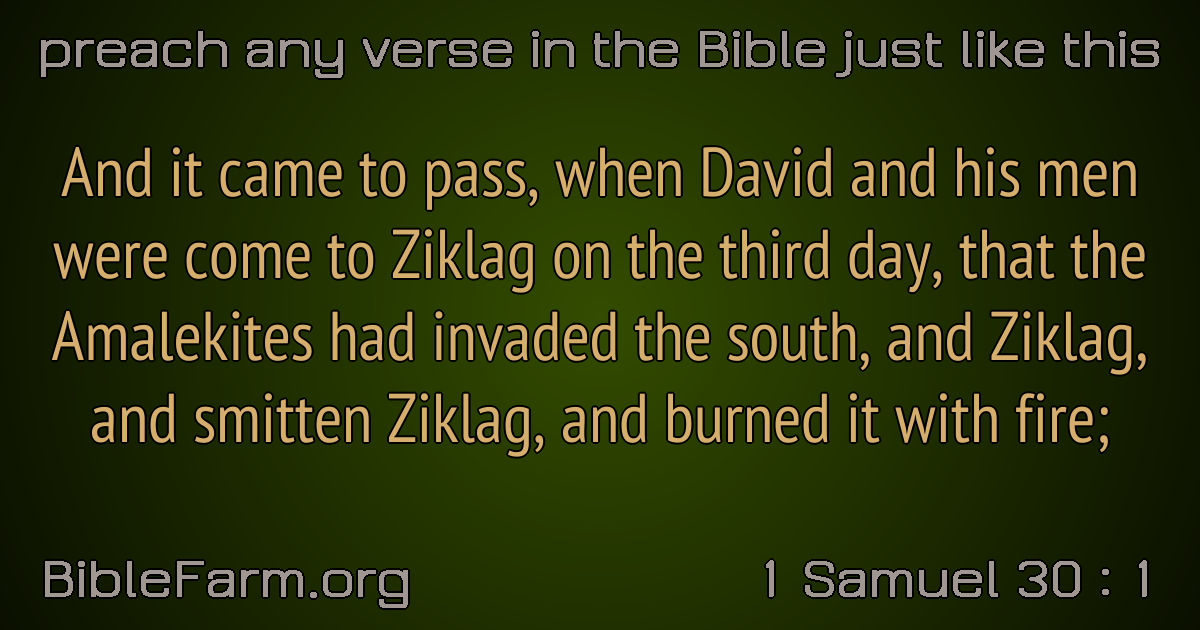 preach any verse in the Bible just like this
And it came to pass, when David and his men
were come to Ziklag on the third day, that the
Amalekites had invaded the south, and Ziklag,
and smitten Ziklag, and burned it with fire;
BibleFarm.org
1 Samuel 30 : 1